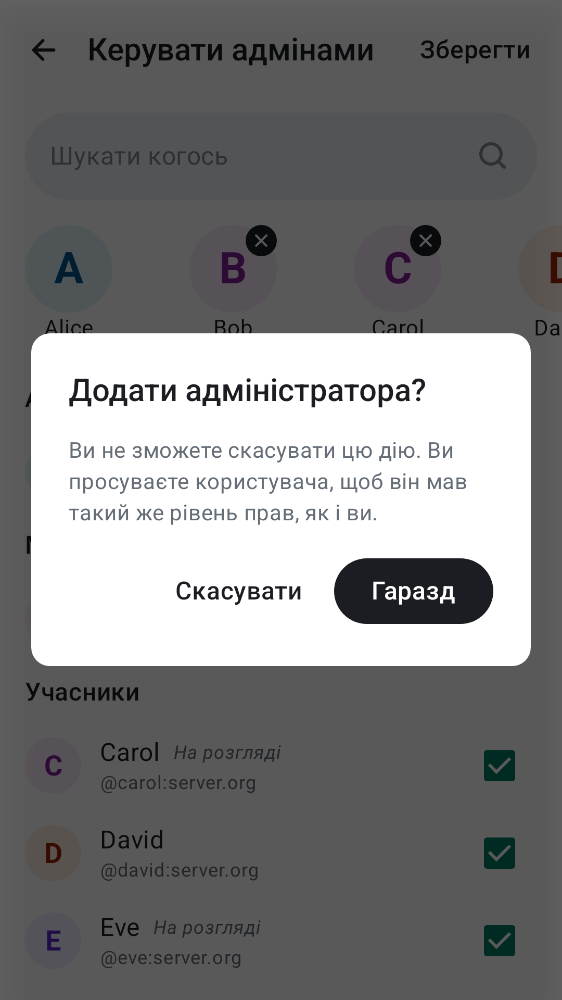 Керувати адмінами
Зберегти
Шукати когось
A
B
C
D
Alice
Bob
Carol
Da
Додати адміністратора?
Ви не зможете скасувати цю дію. Ви
просуваєте користувача, щоб він мав
такий же рівень прав, як і ви.
Скасувати
Гаразд
Учасники
C
Carol На розгляді
@carol:server.org
D
David
@david:server.org
E
Eve На розгляді
@eve:server.org